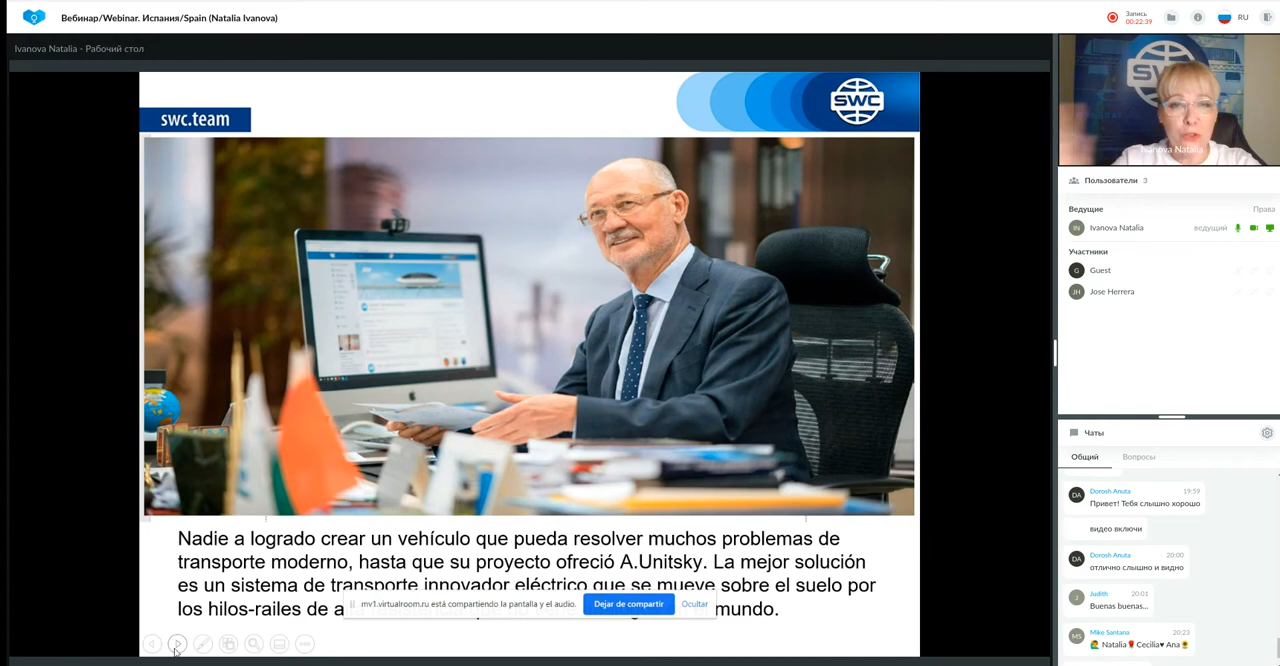 Вебинар/Webinar. Испания/Spain (Natalia Ivanova)
Запись
00:22:39
RU
Ivanova Natalia - Рабочий стол
swc.team
SWC
Ivanova Natalia
Пользователи 3
Ведущие Права
IN Ivanova Natalia ведущий
Участники
G Guest
JH Jose Herrera
Чаты
Общий Вопросы
DA Dorosh Anuta 19:59
Привет! Тебя слышно хорошо
видео включи
DA Dorosh Anuta 20:00
отлично слышно и видно
J Judith 20:01
Buenas buenas...
MS Mike Santana 20:23
🙋‍♂️ Natalia🌹Cecilia♥ Ana🌻
Nadie a logrado crear un vehículo que pueda resolver muchos problemas de
transporte moderno, hasta que su proyecto ofreció A.Unitsky. La mejor solución
es un sistema de transporte innovador eléctrico que se mueve sobre el suelo por
los hilos-railes de a
mundo.
mv1.virtualroom.ru está compartiendo la pantalla y el audio. Dejar de compartir Ocultar